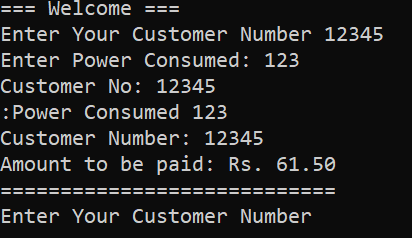 === Welcome ===
Enter Your Customer Number 12345
Enter Power Consumed: 123
Customer No: 12345
:Power Consumed 123
Customer Number: 12345
Amount to be paid: Rs. 61.50
============================
Enter Your Customer Number